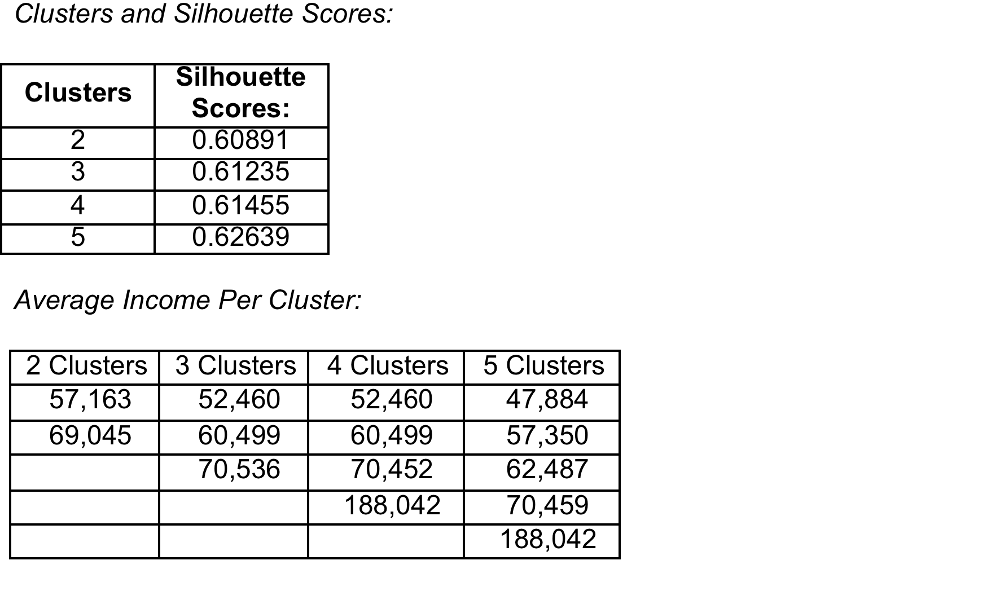 Clusters and Silhouette Scores:
Clusters Silhouette Scores:
2 0.60891
3 0.61235
4 0.61455
5 0.62639
Average Income Per Cluster:
2 Clusters 3 Clusters 4 Clusters 5 Clusters
57,163 52,460 52,460 47,884
69,045 60,499 60,499 57,350
70,536 70,452 62,487
188,042 70,459
188,042